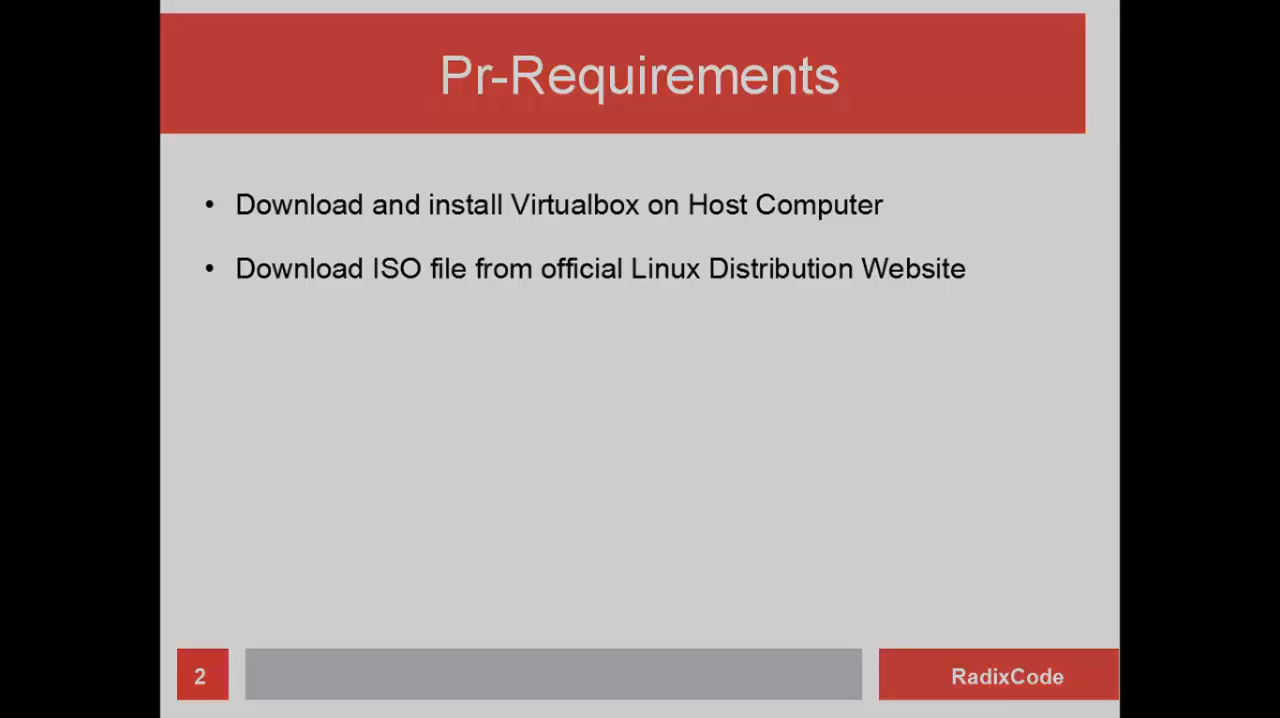 Pr-Requirements
• Download and install Virtualbox on Host Computer
• Download ISO file from official Linux Distribution Website
2
RadixCode